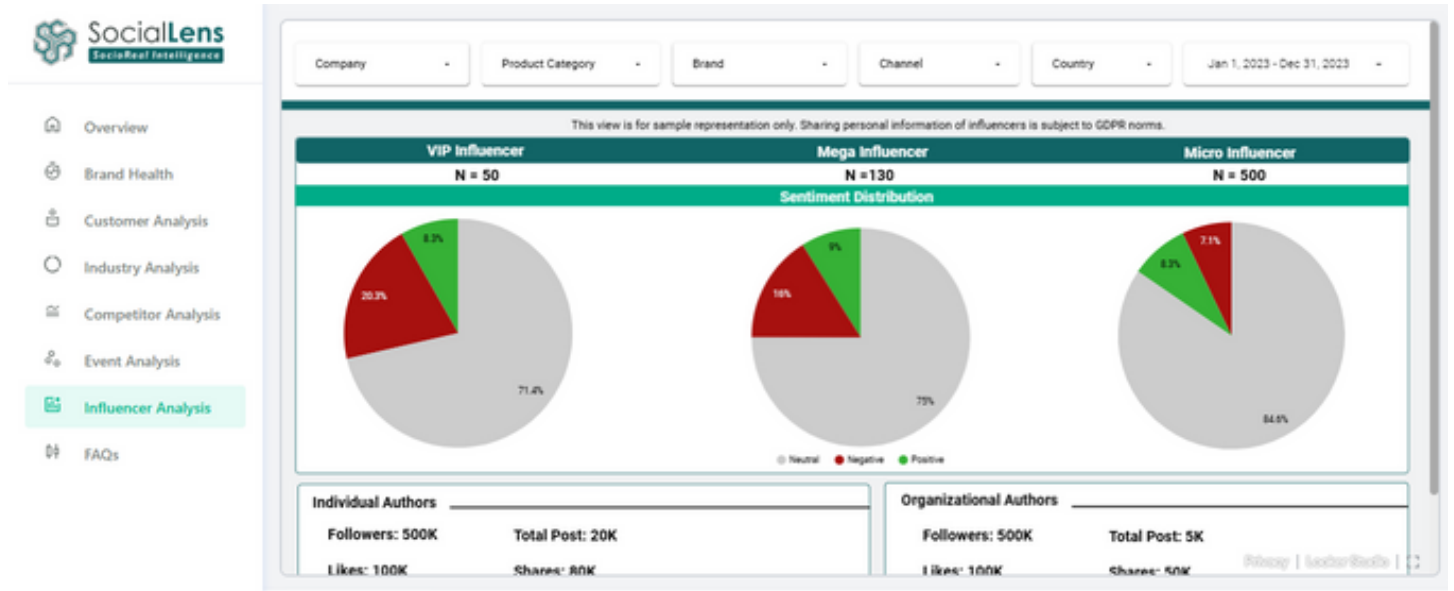 SocialLens
SocioReal Intelligence
Overview
Brand Health
Customer Analysis
Industry Analysis
Competitor Analysis
Event Analysis
Influencer Analysis
FAQs
Company
Product Category
Brand
Channel
Country
Jan 1, 2023 - Dec 31, 2023
This view is for sample representation only. Sharing personal information of influencers is subject to GDPR norms.
VIP Influencer
Mega Influencer
Micro Influencer
N = 50
N =130
N = 500
Sentiment Distribution
8.3%
20.3%
71.4%
9%
16%
75%
7.1%
8.3%
84.6%
Neutral
Negative
Positive
Individual Authors
Followers: 500K
Total Post: 20K
Likes: 100K
Shares: 80K
Organizational Authors
Followers: 500K
Total Post: 5K
Likes: 100K
Shares: 50K
Privacy | Looker Studio |